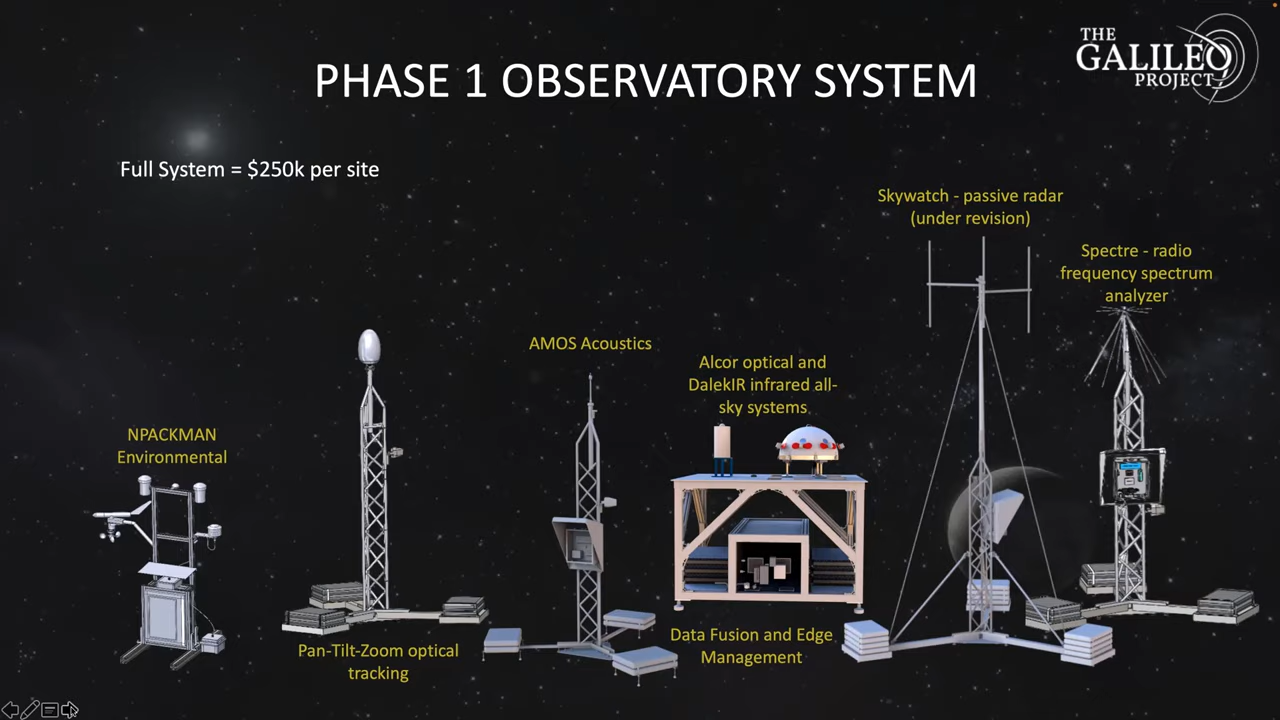 THE
GALILEO
PROJECT
PHASE 1 OBSERVATORY SYSTEM
Full System = $250k per site
Skywatch - passive radar
(under revision)
Spectre - radio
frequency spectrum
analyzer
AMOS Acoustics
Alcor optical and
DalekIR infrared all-
sky systems
NPACKMAN
Environmental
Pan-Tilt-Zoom optical
tracking
Data Fusion and Edge
Management